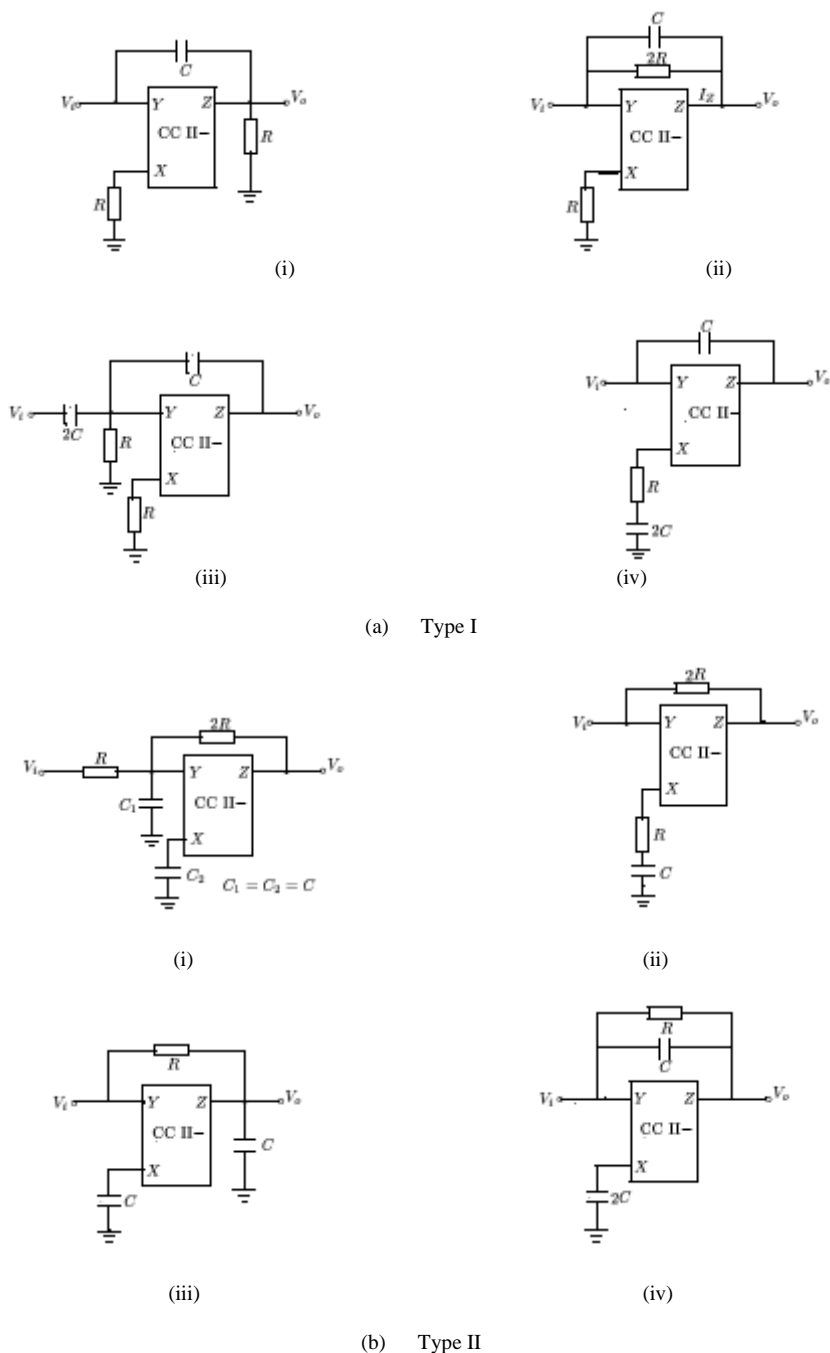 C
V_i Y Z V_o
CC II−
R
X
R
(i)
C
2R
I_Z
V_i Y Z V_o
CC II−
X
R
(ii)
C
V_i 2C Y Z V_o
R
CC II−
X
R
(iii)
C
V_i Y Z V_o
CC II−
X
R
2C
(iv)
(a) Type I
2R
V_i R Y Z V_o
C_1
CC II−
X
C_2
C_1 = C_2 = C
(i)
2R
V_i Y Z V_o
CC II−
X
R
C
(ii)
R
V_i Y Z V_o
CC II−
C
X
C
(iii)
R
C
V_i Y Z V_o
CC II−
X
2C
(iv)
(b) Type II